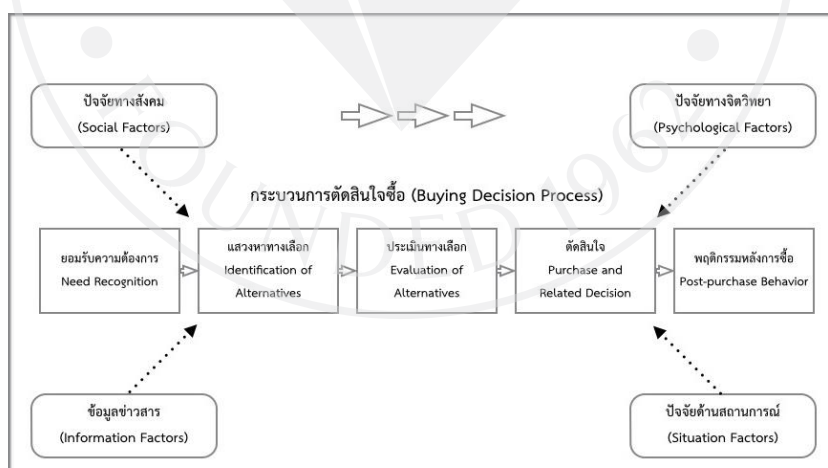 ปัจจัยทางสังคม
(Social Factors)
ปัจจัยทางจิตวิทยา
(Psychological Factors)
กระบวนการตัดสินใจซื้อ (Buying Decision Process)
ยอมรับความต้องการ
Need Recognition
แสวงหาทางเลือก
Identification of
Alternatives
ประเมินทางเลือก
Evaluation of
Alternatives
ตัดสินใจ
Purchase and
Related Decision
พฤติกรรมหลังการซื้อ
Post-purchase Behavior
ข้อมูลข่าวสาร
(Information Factors)
ปัจจัยด้านสถานการณ์
(Situation Factors)
FOUNDED 1962